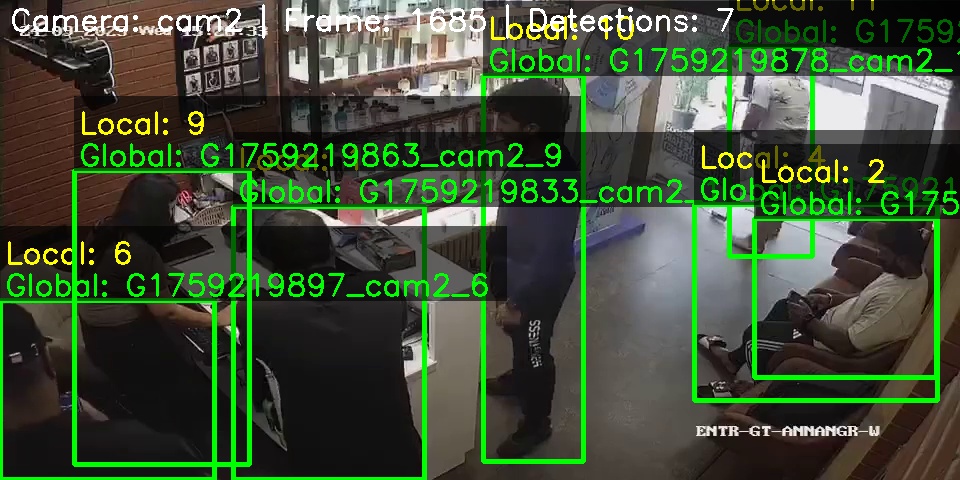 Camera: cam2 | Frame: 1685 | Detections: 7
Local: 10
Global: G1759219878_cam2_
Local: 9
Global: G1759219863_cam2_9
Global: G1759219833_cam2_
Local: 4
Local: 2
Global: G175
Local: 6
Global: G1759219897_cam2_6
ENTR-GT-ANNANGR-W